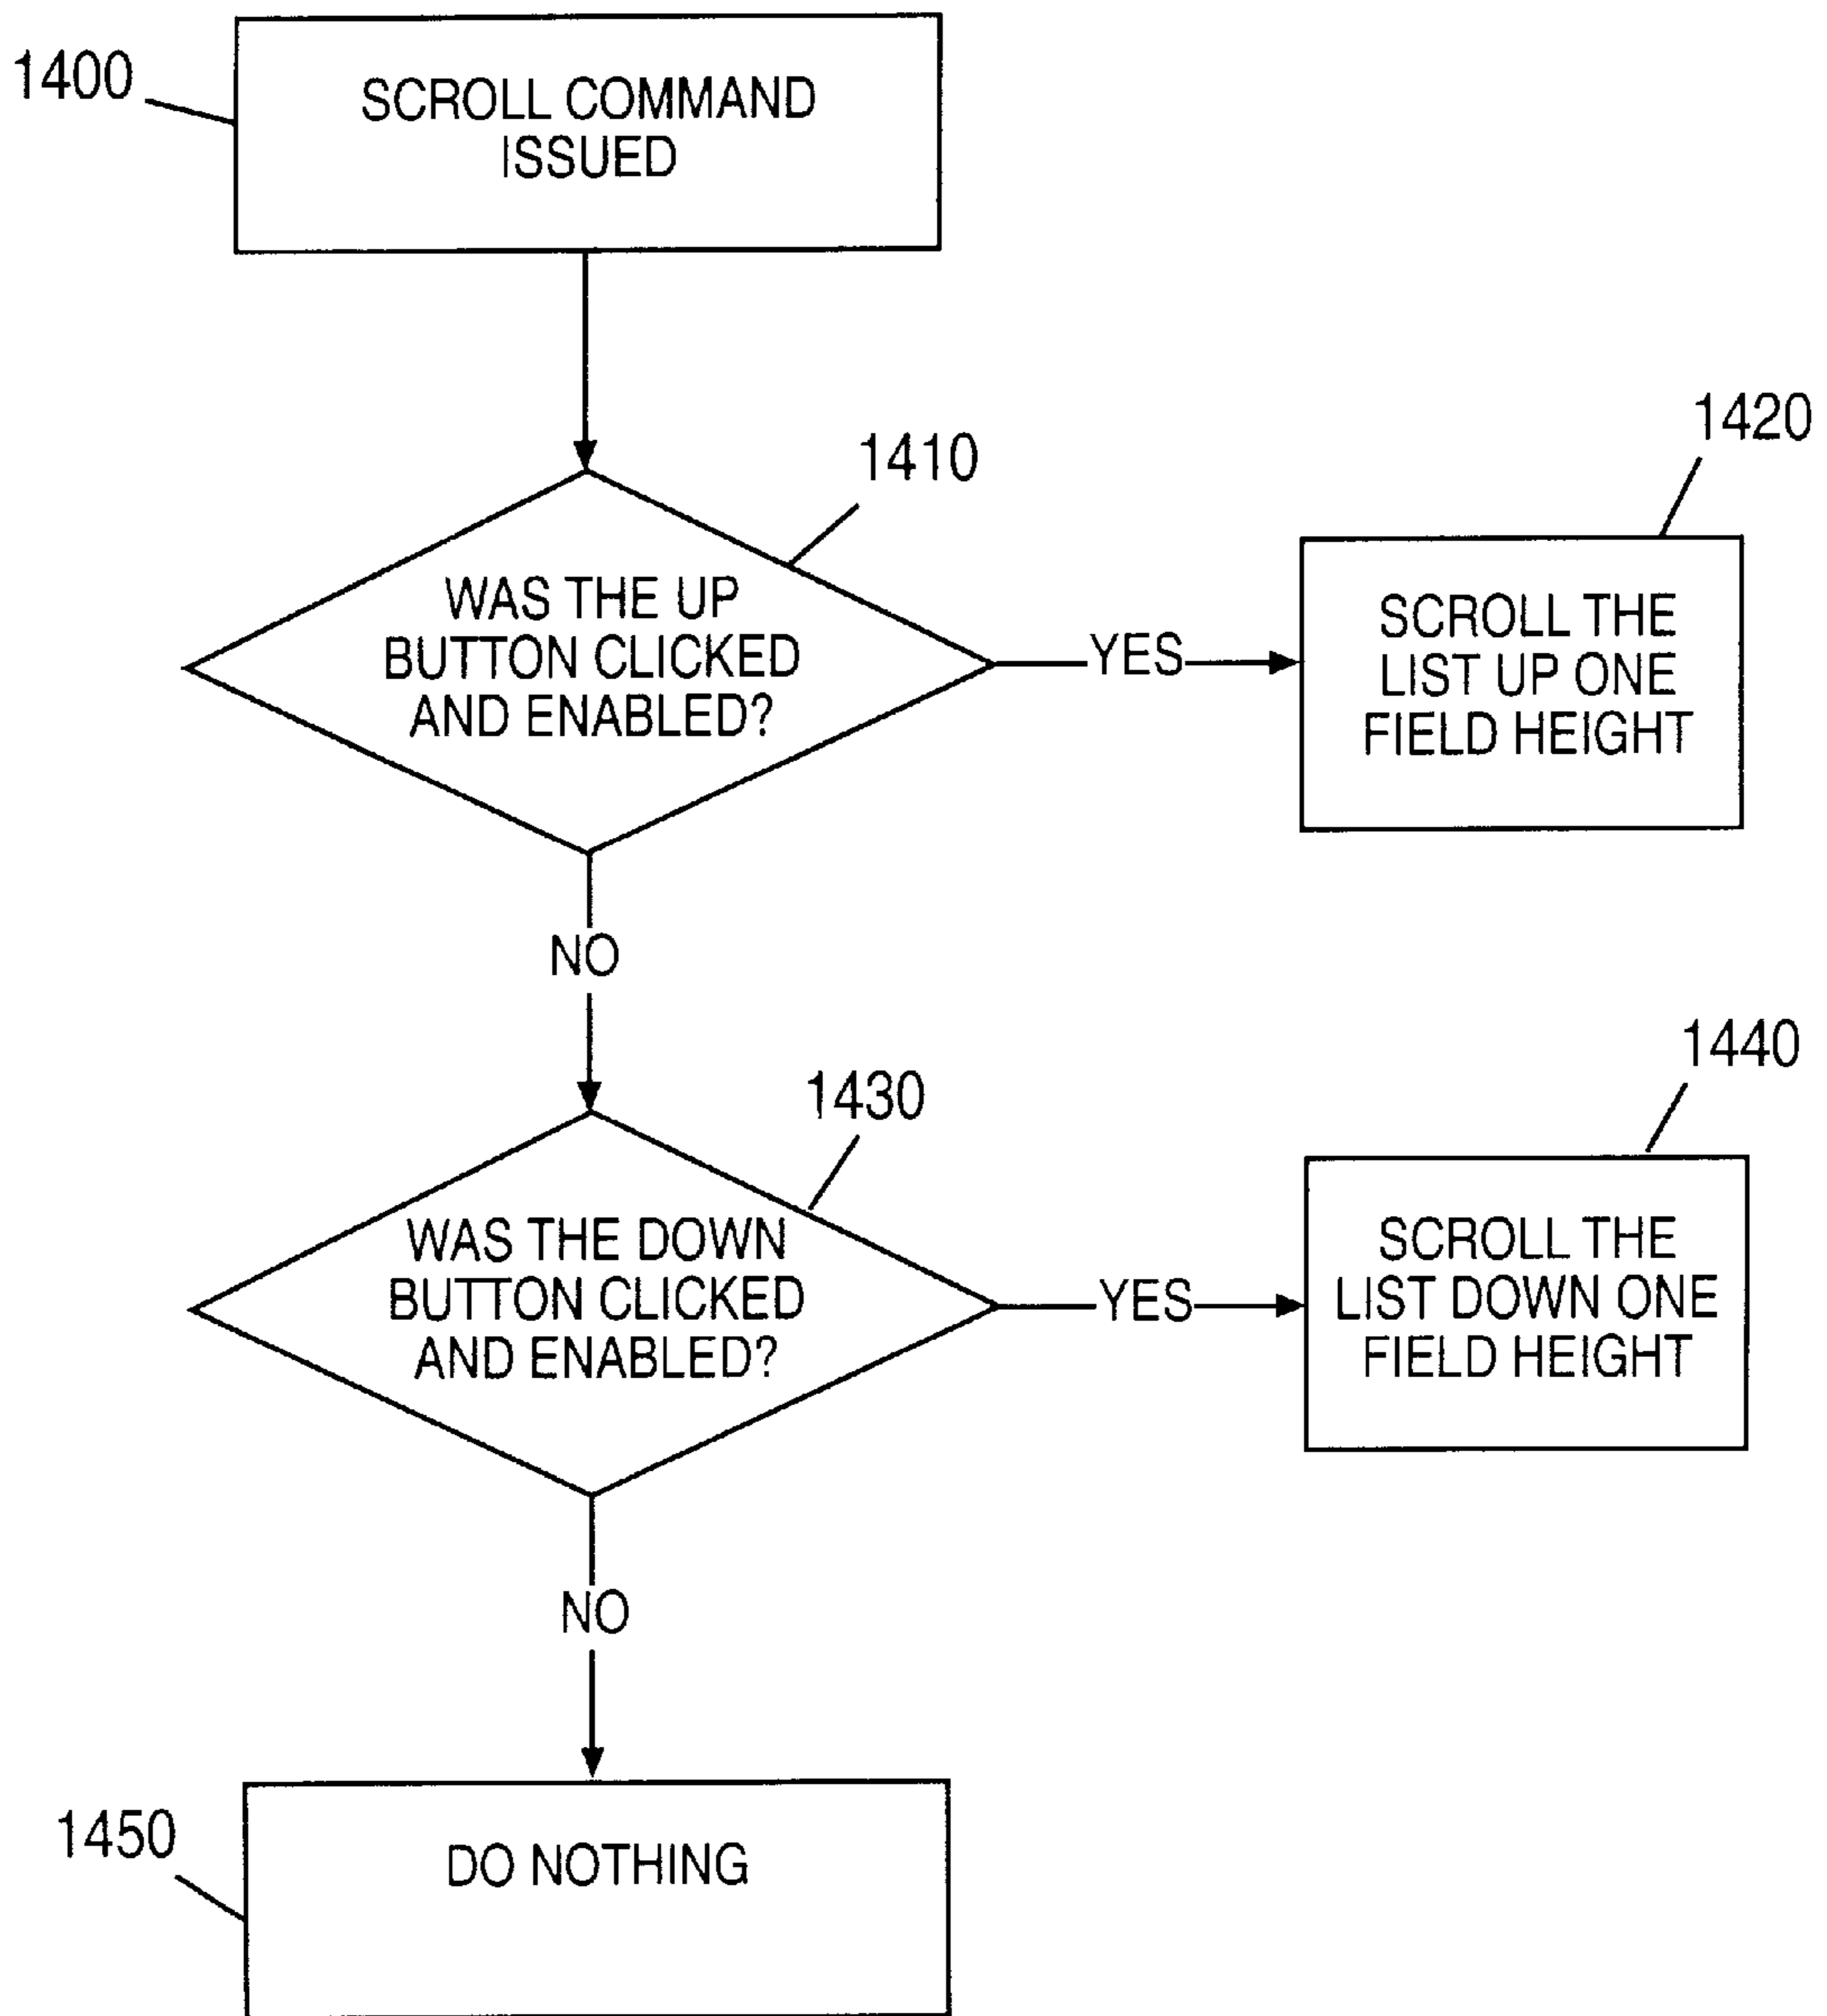 1400
SCROLL COMMAND
ISSUED
1410
WAS THE UP
BUTTON CLICKED
AND ENABLED?
YES
1420
SCROLL THE
LIST UP ONE
FIELD HEIGHT
NO
1430
WAS THE DOWN
BUTTON CLICKED
AND ENABLED?
YES
1440
SCROLL THE
LIST DOWN ONE
FIELD HEIGHT
NO
1450
DO NOTHING